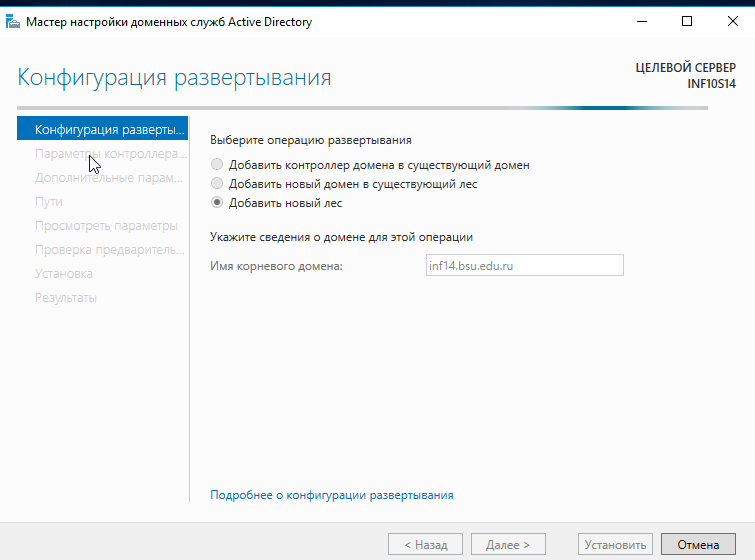 Мастер настройки доменных служб Active Directory
Конфигурация развертывания
ЦЕЛЕВОЙ СЕРВЕР
INF10S14
Конфигурация разверты...
Параметры контроллера...
Дополнительные парам...
Пути
Просмотреть параметры
Проверка предваритель...
Установка
Результаты
Выберите операцию развертывания
Добавить контроллер домена в существующий домен
Добавить новый домен в существующий лес
Добавить новый лес
Укажите сведения о домене для этой операции
Имя корневого домена: inf14.bsu.edu.ru
Подробнее о конфигурации развертывания
< Назад Далее > Установить Отмена